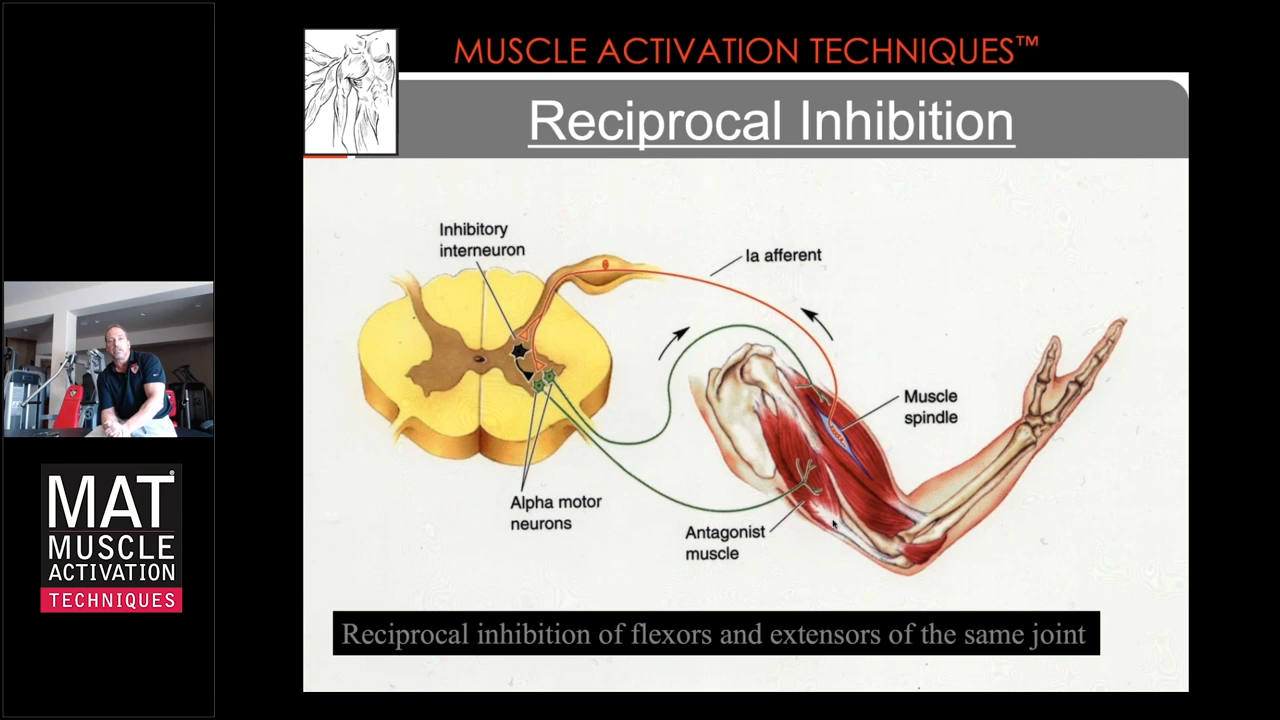 MUSCLE ACTIVATION TECHNIQUES™
Reciprocal Inhibition
Inhibitory
interneuron
Ia afferent
Muscle
spindle
Alpha motor
neurons
Antagonist
muscle
Reciprocal inhibition of flexors and extensors of the same joint
MAT®
MUSCLE
ACTIVATION
TECHNIQUES